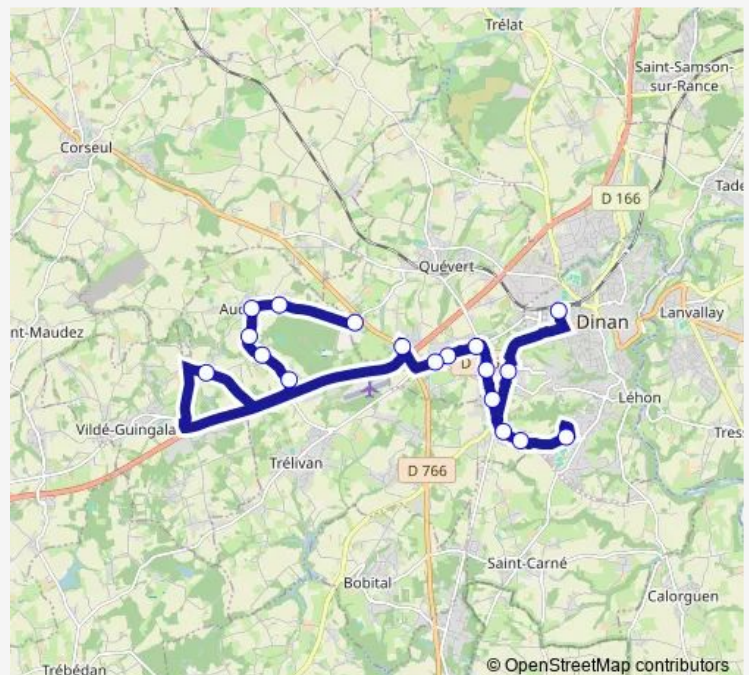 Trélat
Saint-Samson-
sur-Rance
Corseul
Tade
D 166
Quévert
Auc
Dinan
Lanvallay
nt-Maudez
D
Léhon
Vildé-Guingala
Tres
Trélivan
D 766
Saint-Carné
Bobital
Calorguen
Trébédan
© OpenStreetMap contributors